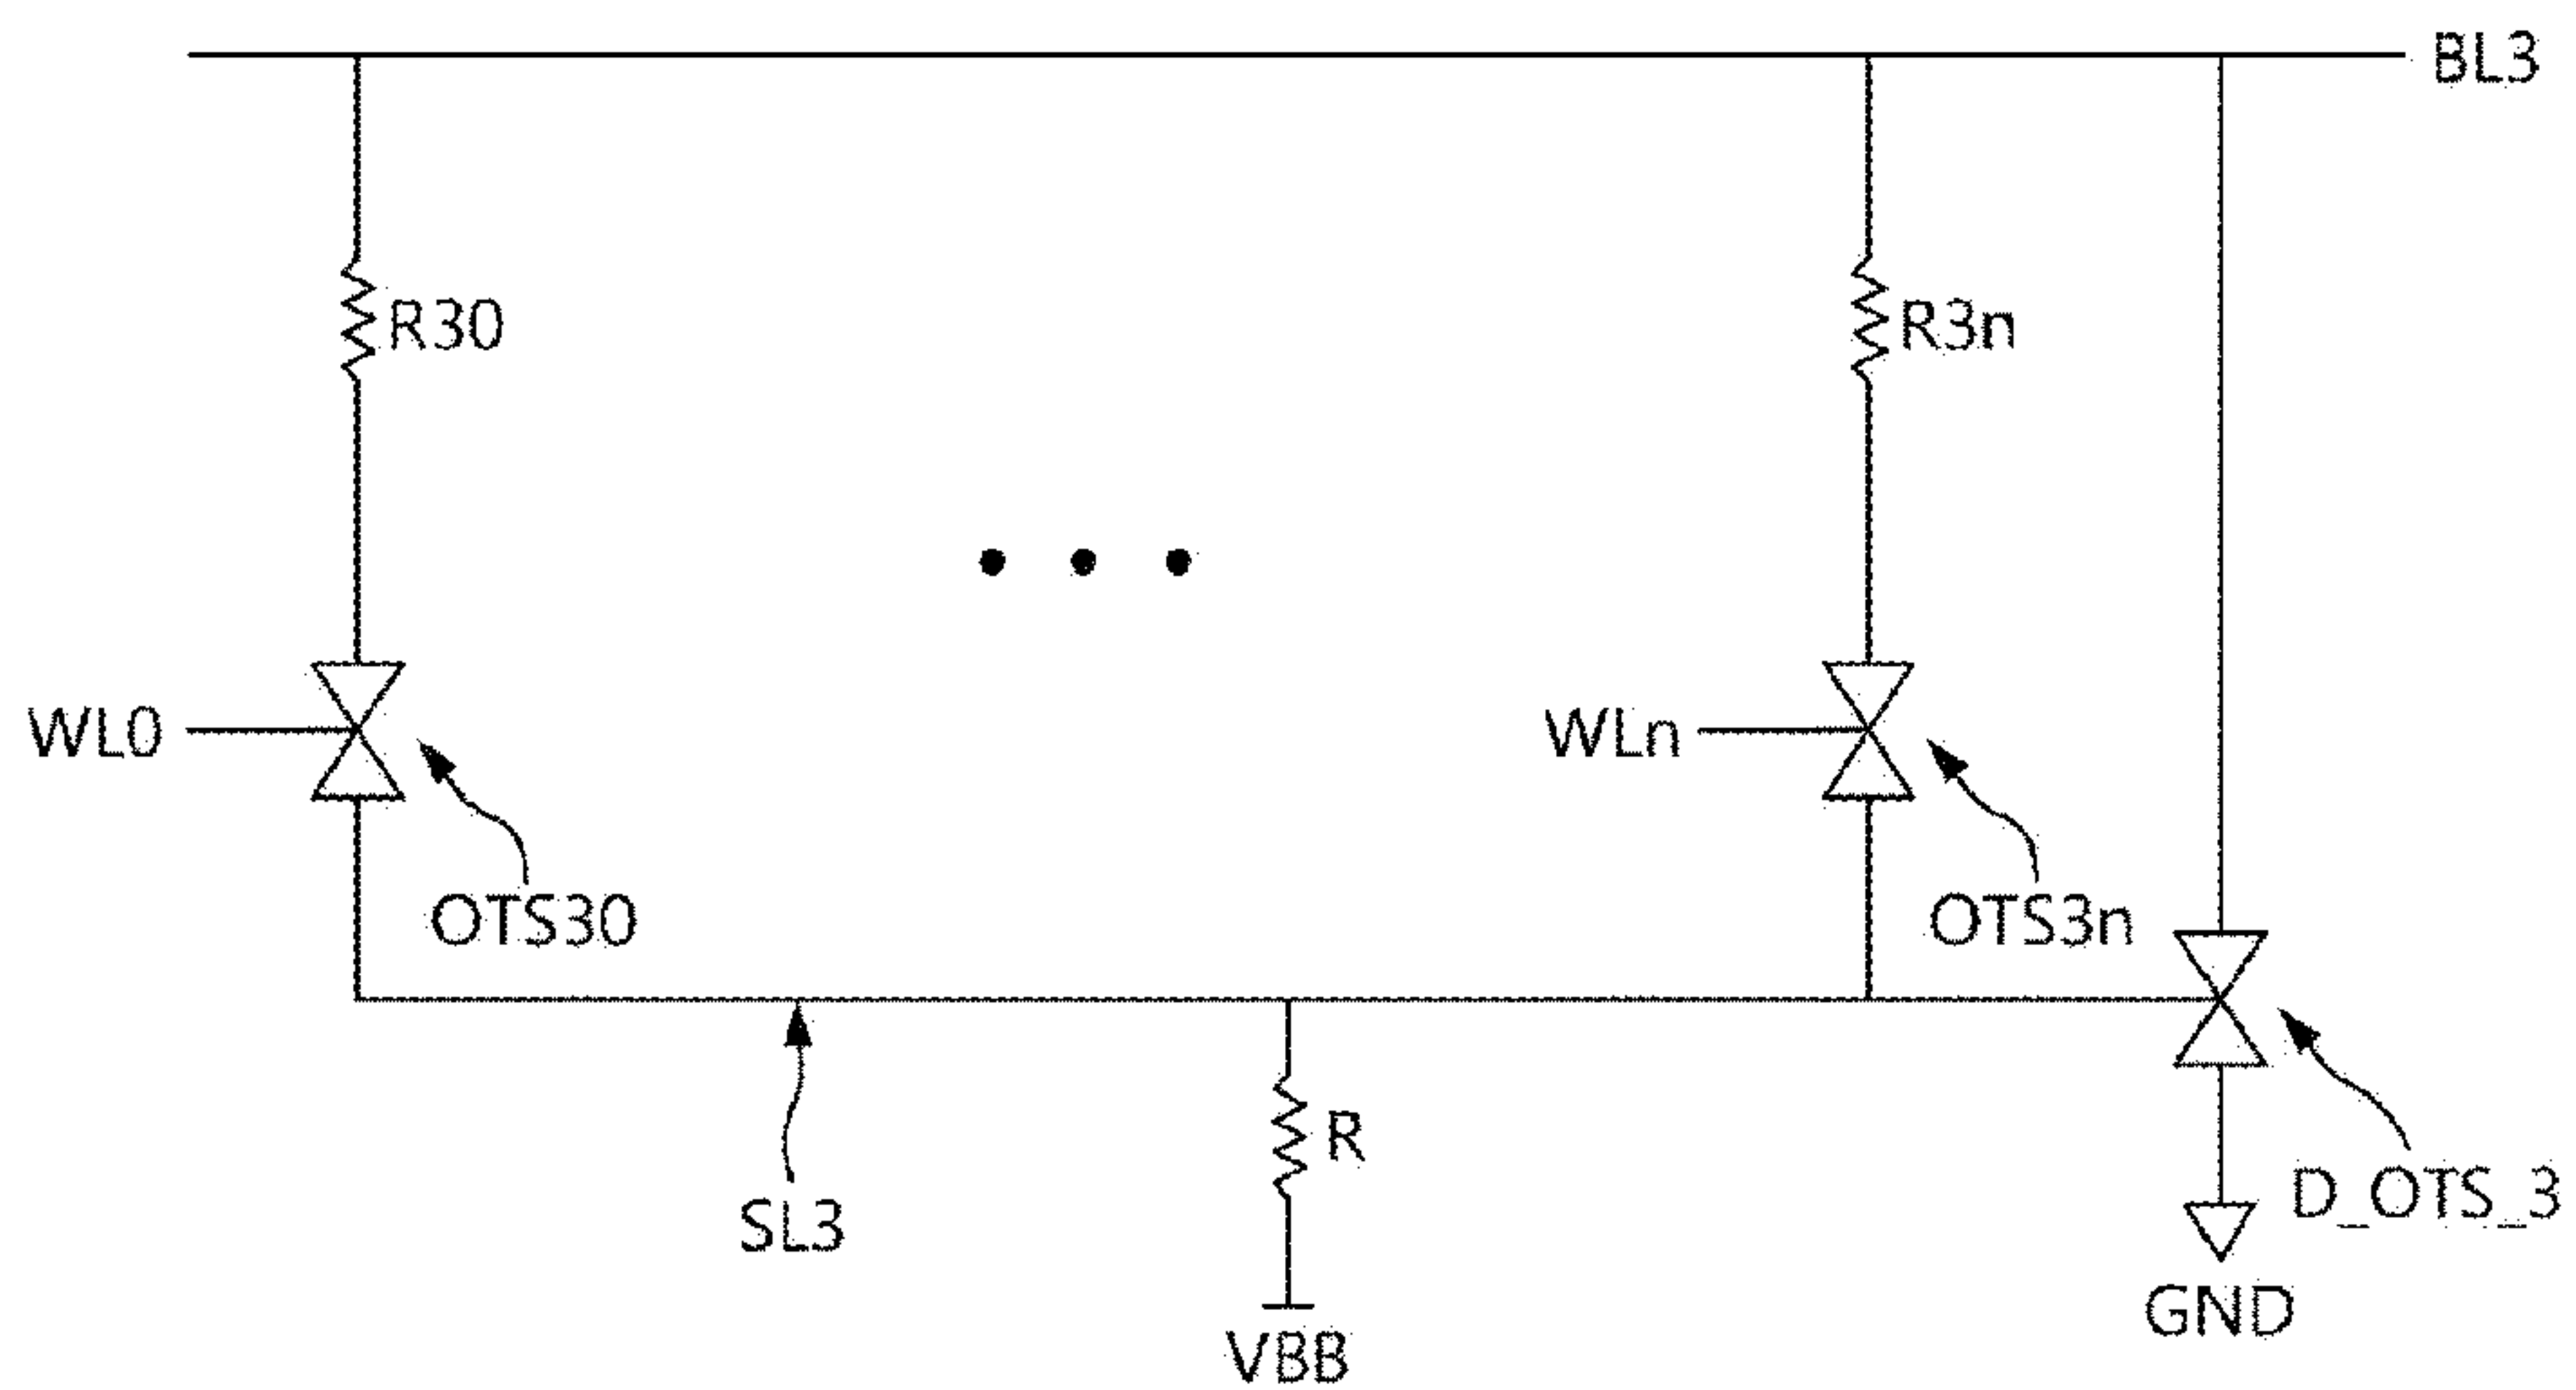 BL3
R30
R3n
WL0
WLn
OTS30
OTS3n
R
D_OTS_3
SL3
GND
VBB